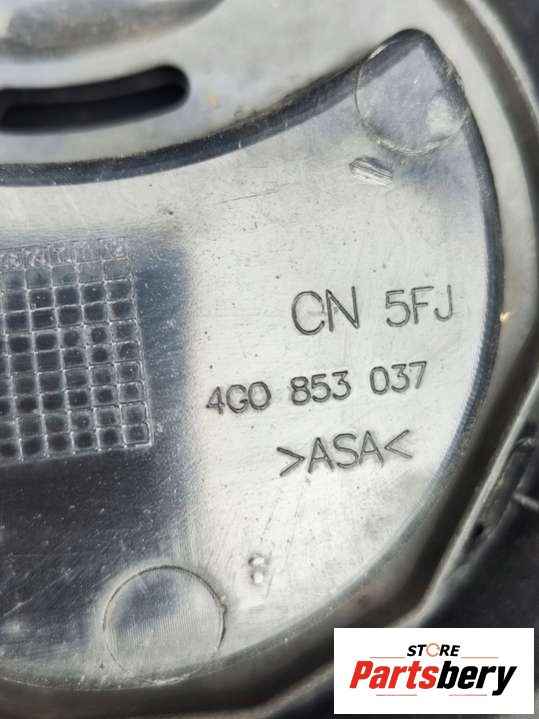 CN 5FJ
4G0 853 037
>ASA<
STORE
Partsbery